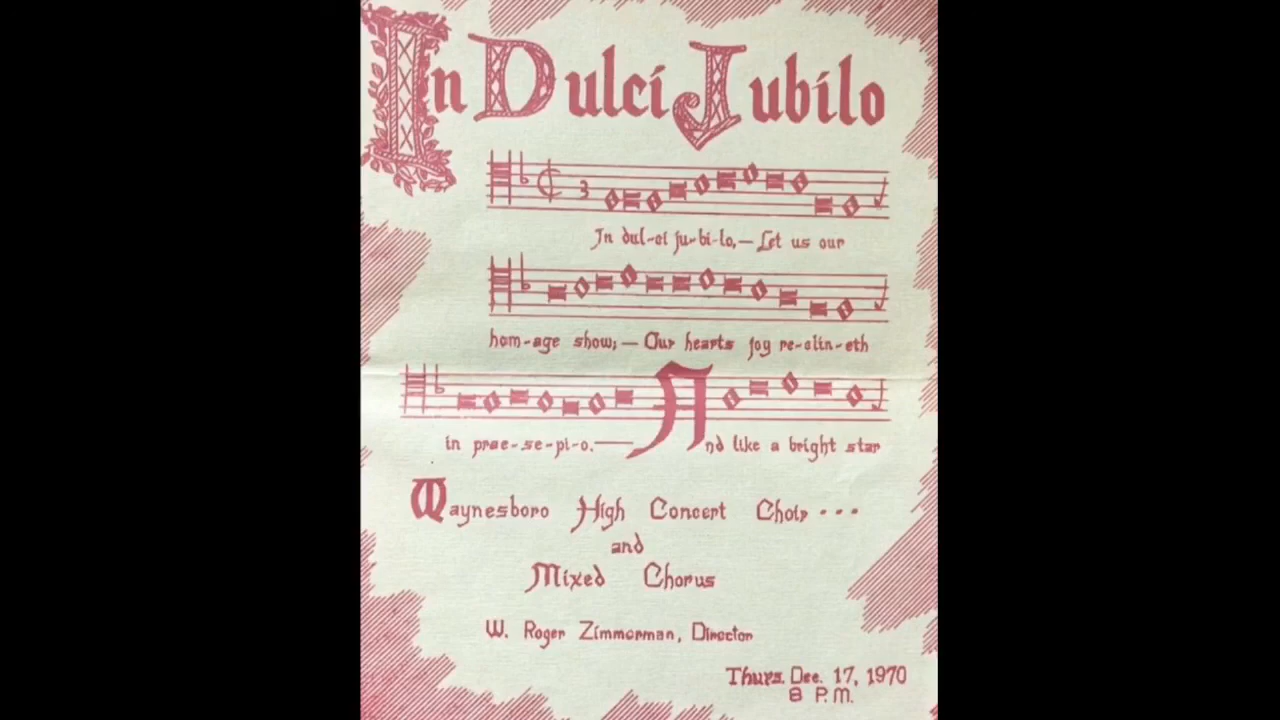 In Dulci Jubilo
3
In dul-ci ju-bi-lo,— Let us our
hom-age show;— Our hearts joy re-clin-eth
in prae-se-pi-o.— And like a bright star
Waynesboro High Concert Choir...
and
Mixed Chorus
W. Roger Zimmerman, Director
Thurs. Dec. 17, 1970
8 P.M.